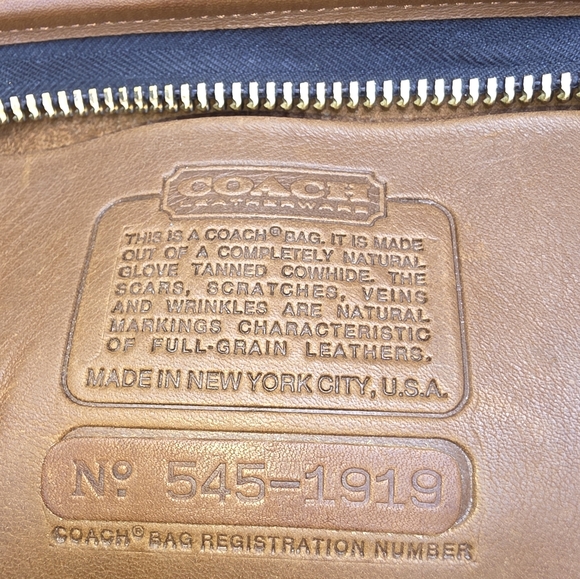 COACH
LEATHERWARE
THIS IS A COACH® BAG. IT IS MADE
OUT OF A COMPLETELY NATURAL
GLOVE TANNED COWHIDE. THE
SCARS, SCRATCHES, VEINS
AND WRINKLES ARE NATURAL
MARKINGS CHARACTERISTIC
OF FULL-GRAIN LEATHERS.
MADE IN NEW YORK CITY, U.S.A.
Nº 545-1919
COACH® BAG REGISTRATION NUMBER